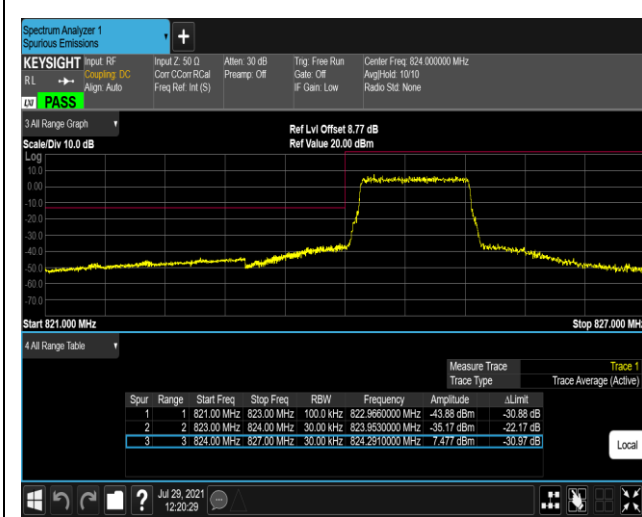 Spectrum Analyzer 1
Spurious Emissions
KEYSIGHT Input: RF Input Z: 50 Ω Atten: 30 dB Trig: Free Run Center Freq: 824.000000 MHz
RL Coupling: DC Corr CCorr RCal Preamp: Off Gate: Off Avg|Hold: 10/10
Align: Auto Freq Ref: Int (S) IF Gain: Low Radio Std: None
LXI PASS
3 All Range Graph
Ref Lvl Offset 8.77 dB
Scale/Div 10.0 dB Ref Value 20.00 dBm
Log
10.0
0.00
-10.0
-20.0
-30.0
-40.0
-50.0
-60.0
-70.0
Start 821.000 MHz Stop 827.000 MHz
4 All Range Table
Measure Trace Trace 1
Trace Type Trace Average (Active)
Spur Range Start Freq Stop Freq RBW Frequency Amplitude ΔLimit
1 1 821.00 MHz 823.00 MHz 100.0 kHz 822.9660000 MHz -43.88 dBm -30.88 dB
2 2 823.00 MHz 824.00 MHz 30.00 kHz 823.9530000 MHz -35.17 dBm -22.17 dB
3 3 824.00 MHz 827.00 MHz 30.00 kHz 824.2910000 MHz 7.477 dBm -30.97 dB
Local
Jul 29, 2021
12:20:29